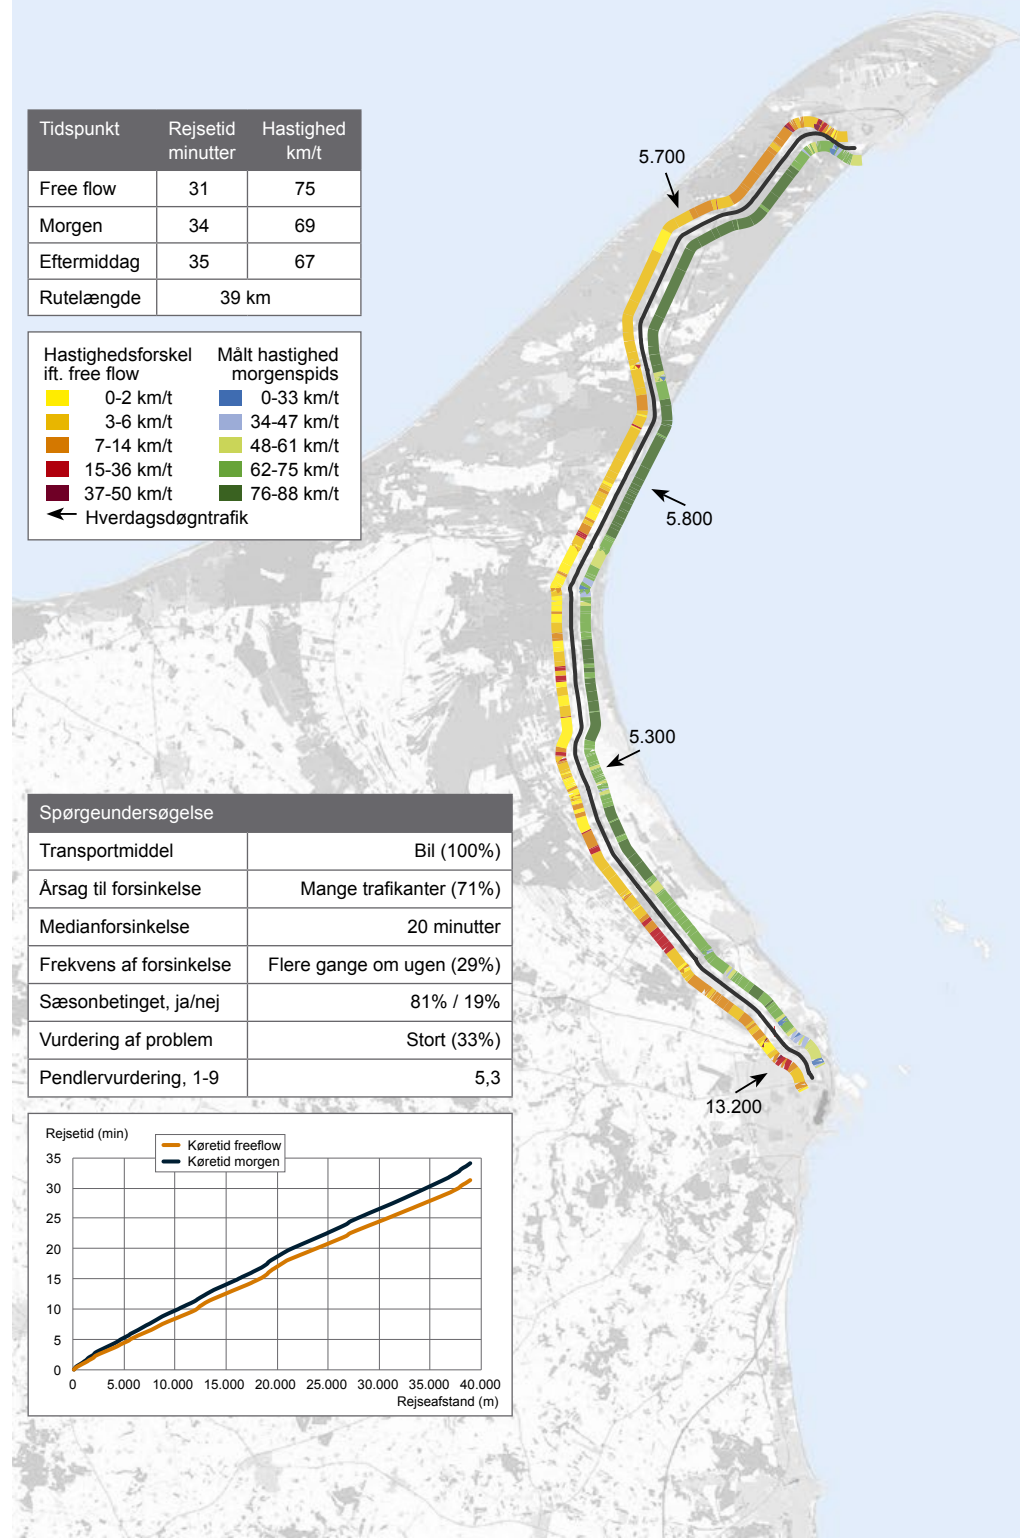 Tidspunkt Rejsetid Hastighed
minutter km/t
Free flow 31 75
Morgen 34 69
Eftermiddag 35 67
Rutelængde 39 km
Hastighedsforskel Målt hastighed
ift. free flow morgenspids
0-2 km/t 0-33 km/t
3-6 km/t 34-47 km/t
7-14 km/t 48-61 km/t
15-36 km/t 62-75 km/t
37-50 km/t 76-88 km/t
Hverdagsdøgntrafik
5.700
5.800
5.300
13.200
Spørgeundersøgelse
Transportmiddel Bil (100%)
Årsag til forsinkelse Mange trafikanter (71%)
Medianforsinkelse 20 minutter
Frekvens af forsinkelse Flere gange om ugen (29%)
Sæsonbetinget, ja/nej 81% / 19%
Vurdering af problem Stort (33%)
Pendlervurdering, 1-9 5,3
Rejsetid (min)
Køretid freeflow
Køretid morgen
35
30
25
20
15
10
5
0
0 5.000 10.000 15.000 20.000 25.000 30.000 35.000 40.000
Rejseafstand (m)